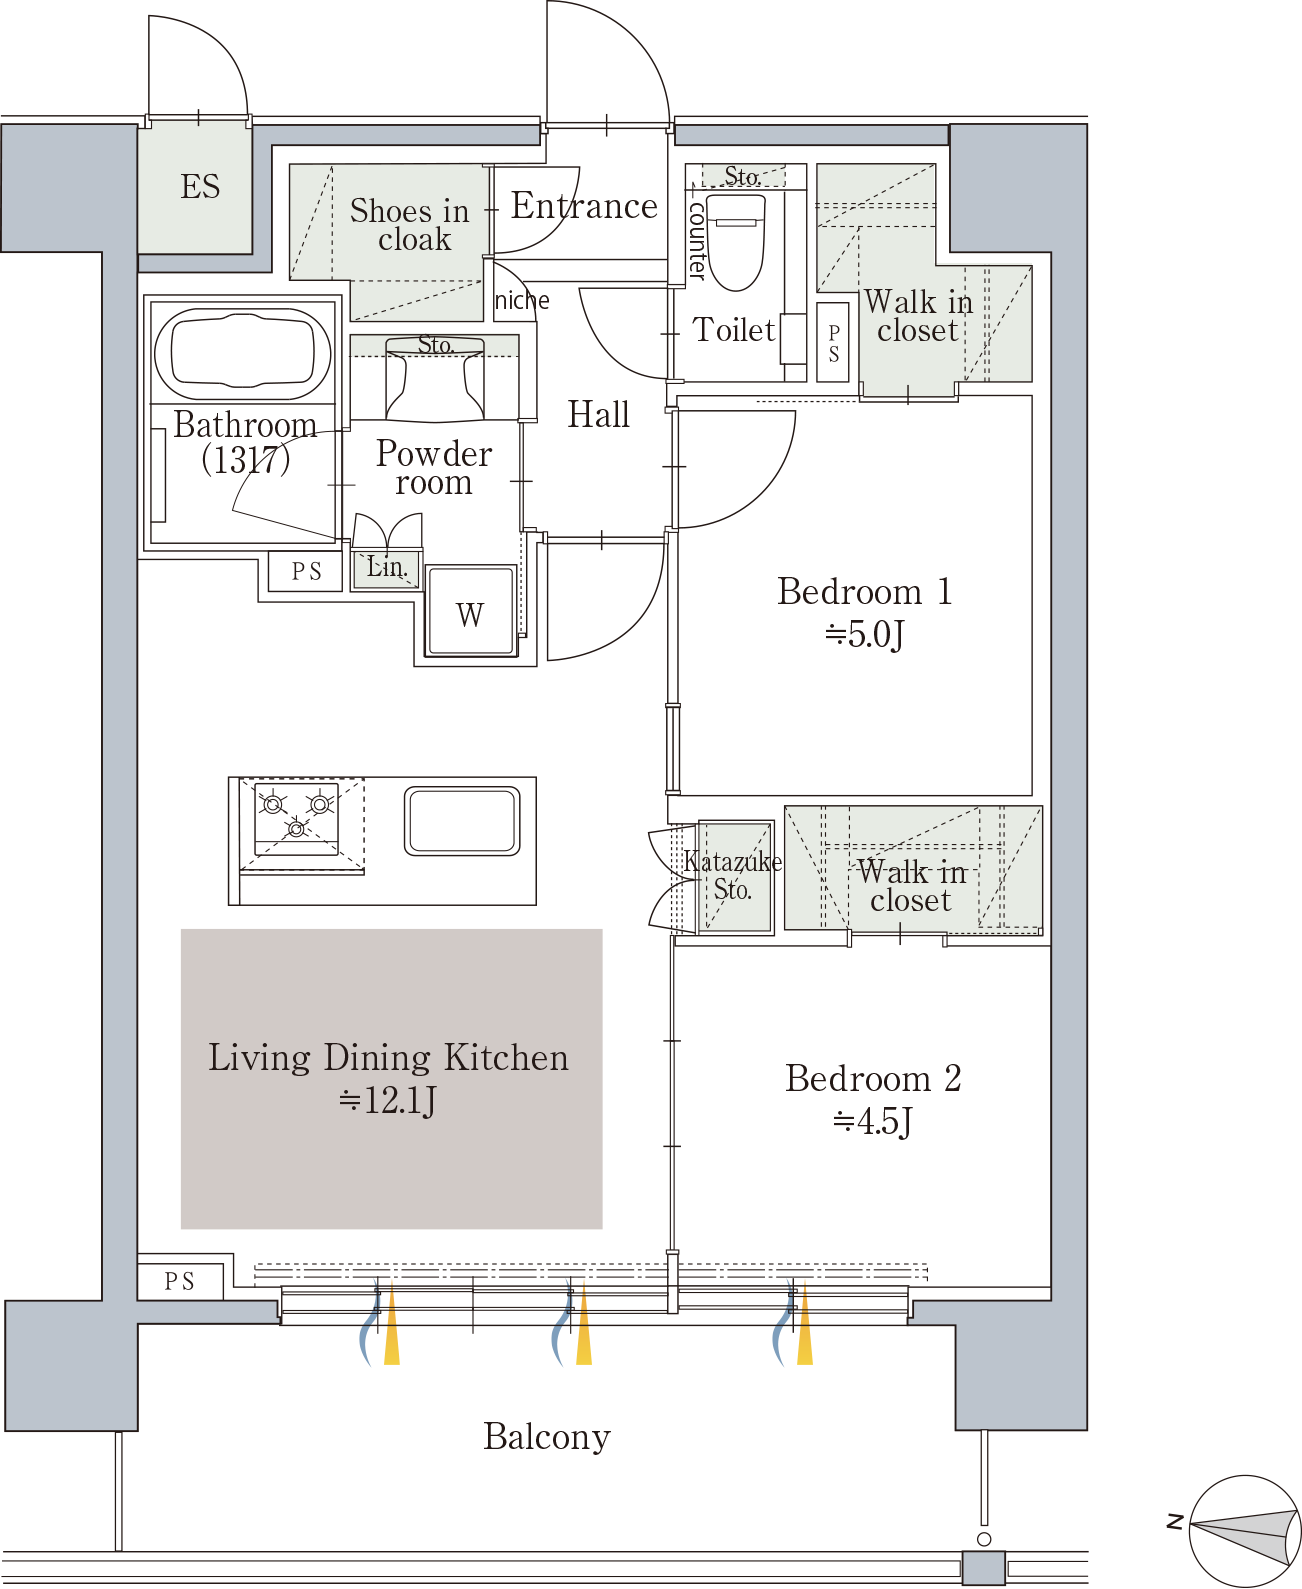 ES
Shoes in
cloak
Entrance
Sto.
counter
niche
Toilet
P
S
Walk in
closet
Sto.
Bathroom
(1317)
Powder
room
Hall
PS
Lin.
W
Bedroom 1
≒5.0J
Katazuke
Sto.
Walk in
closet
Living Dining Kitchen
≒12.1J
Bedroom 2
≒4.5J
PS
Balcony
N